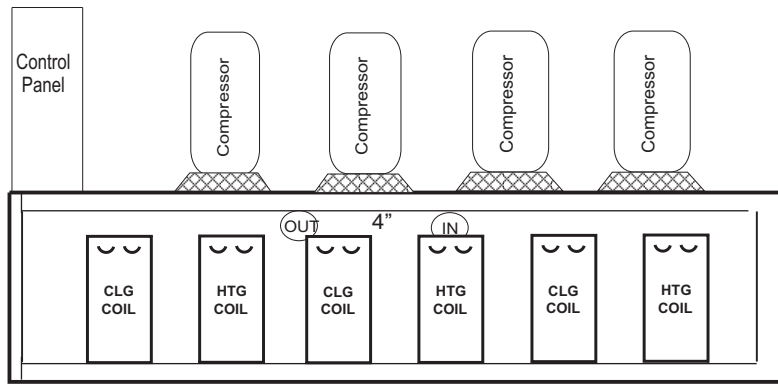 Control
Panel
Compressor
Compressor
Compressor
Compressor
OUT
4”
IN
CLG
COIL
HTG
COIL
CLG
COIL
HTG
COIL
CLG
COIL
HTG
COIL